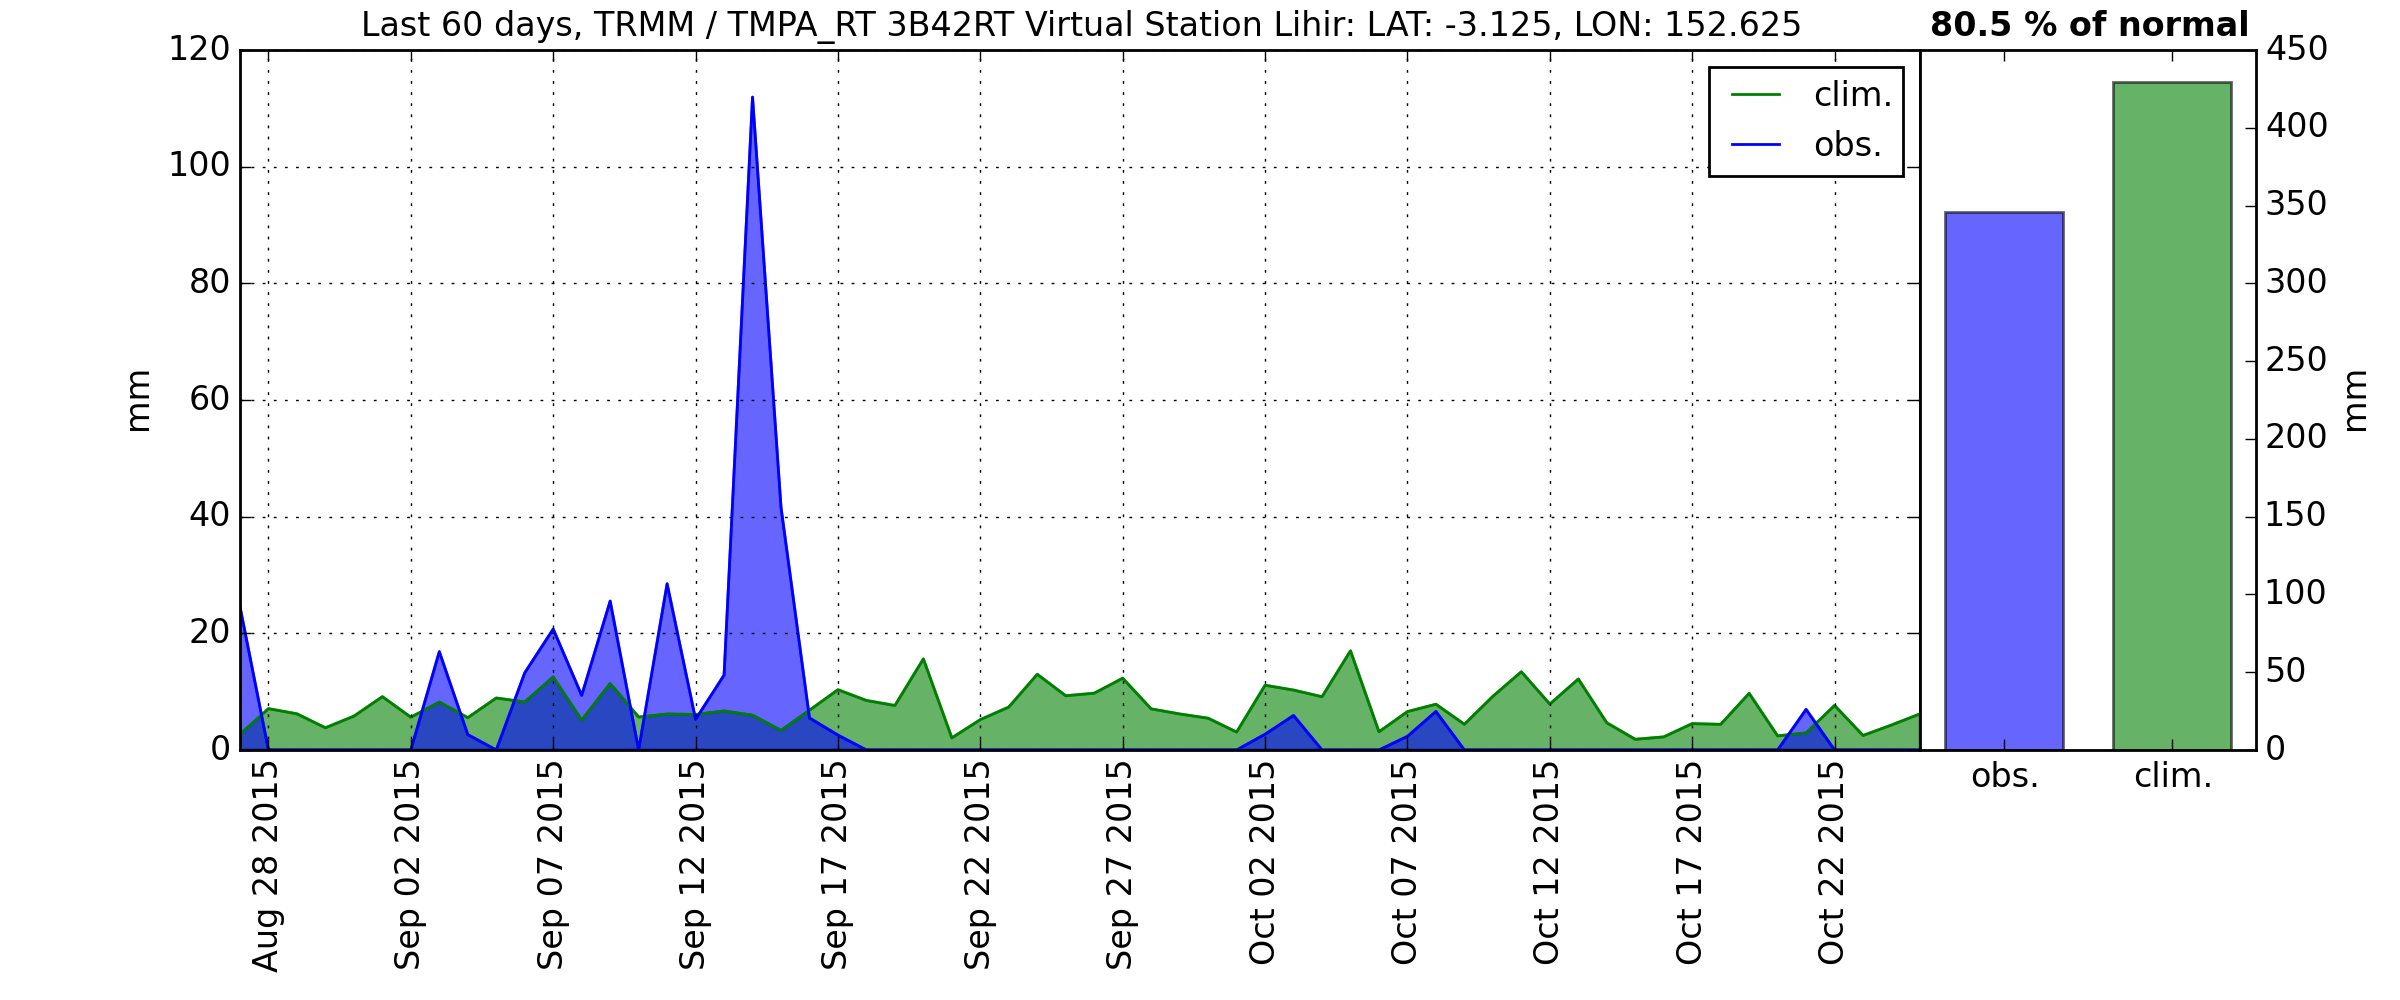 Last 60 days, TRMM / TMPA_RT 3B42RT Virtual Station Lihir: LAT: -3.125, LON: 152.625
80.5 % of normal
120
100
80
60
40
20
0
mm
clim.
obs.
Aug 28 2015
Sep 02 2015
Sep 07 2015
Sep 12 2015
Sep 17 2015
Sep 22 2015
Sep 27 2015
Oct 02 2015
Oct 07 2015
Oct 12 2015
Oct 17 2015
Oct 22 2015
450
400
350
300
250
200
150
100
50
0
mm
obs.
clim.